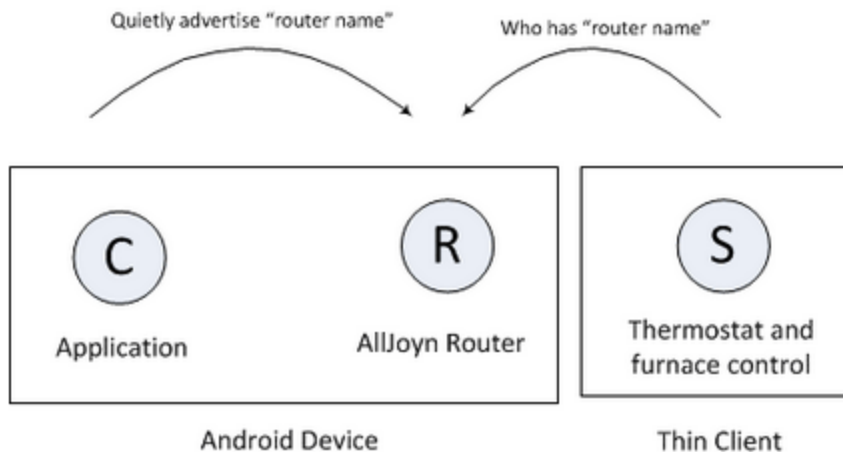 Quietly advertise “router name”
Who has “router name”
C
R
S
Application
AllJoyn Router
Thermostat and
furnace control
Android Device
Thin Client